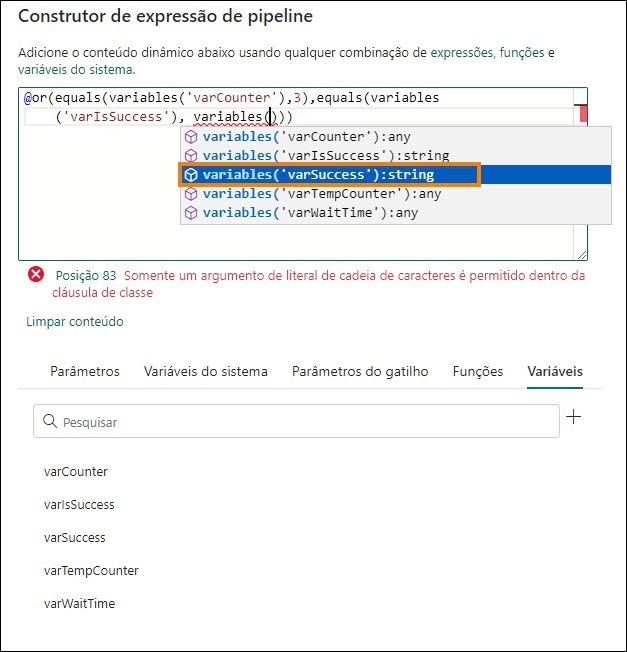 Construtor de expressão de pipeline
Adicione o conteúdo dinâmico abaixo usando qualquer combinação de expressões, funções e
variáveis do sistema.
@or(equals(variables('varCounter'),3),equals(variables
('varIsSuccess'), variables()))
variables('varCounter'):any
variables('varIsSuccess'):string
variables('varSuccess'):string
variables('varTempCounter'):any
variables('varWaitTime'):any
Posição 83 Somente um argumento de literal de cadeia de caracteres é permitido dentro da
cláusula de classe
Limpar conteúdo
Parâmetros Variáveis do sistema Parâmetros do gatilho Funções Variáveis
Pesquisar
varCounter
varIsSuccess
varSuccess
varTempCounter
varWaitTime